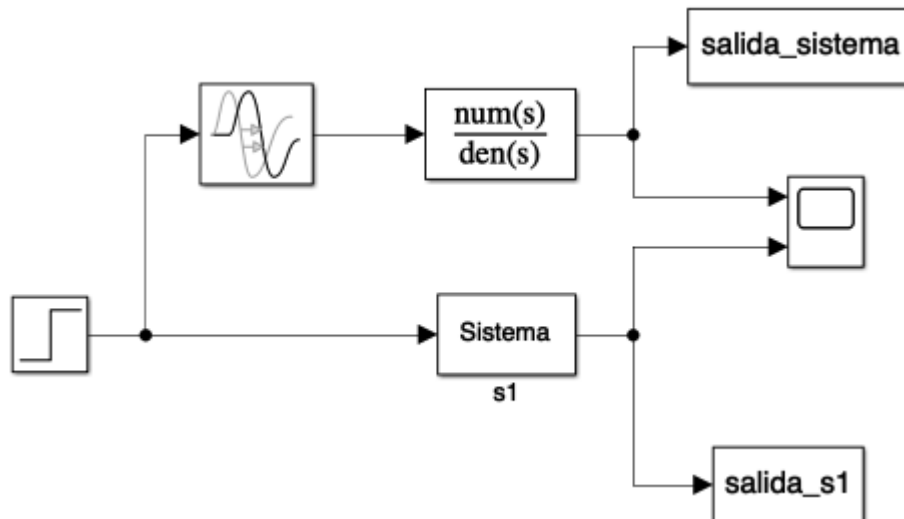 salida_sistema
num(s)
den(s)
Sistema
s1
salida_s1